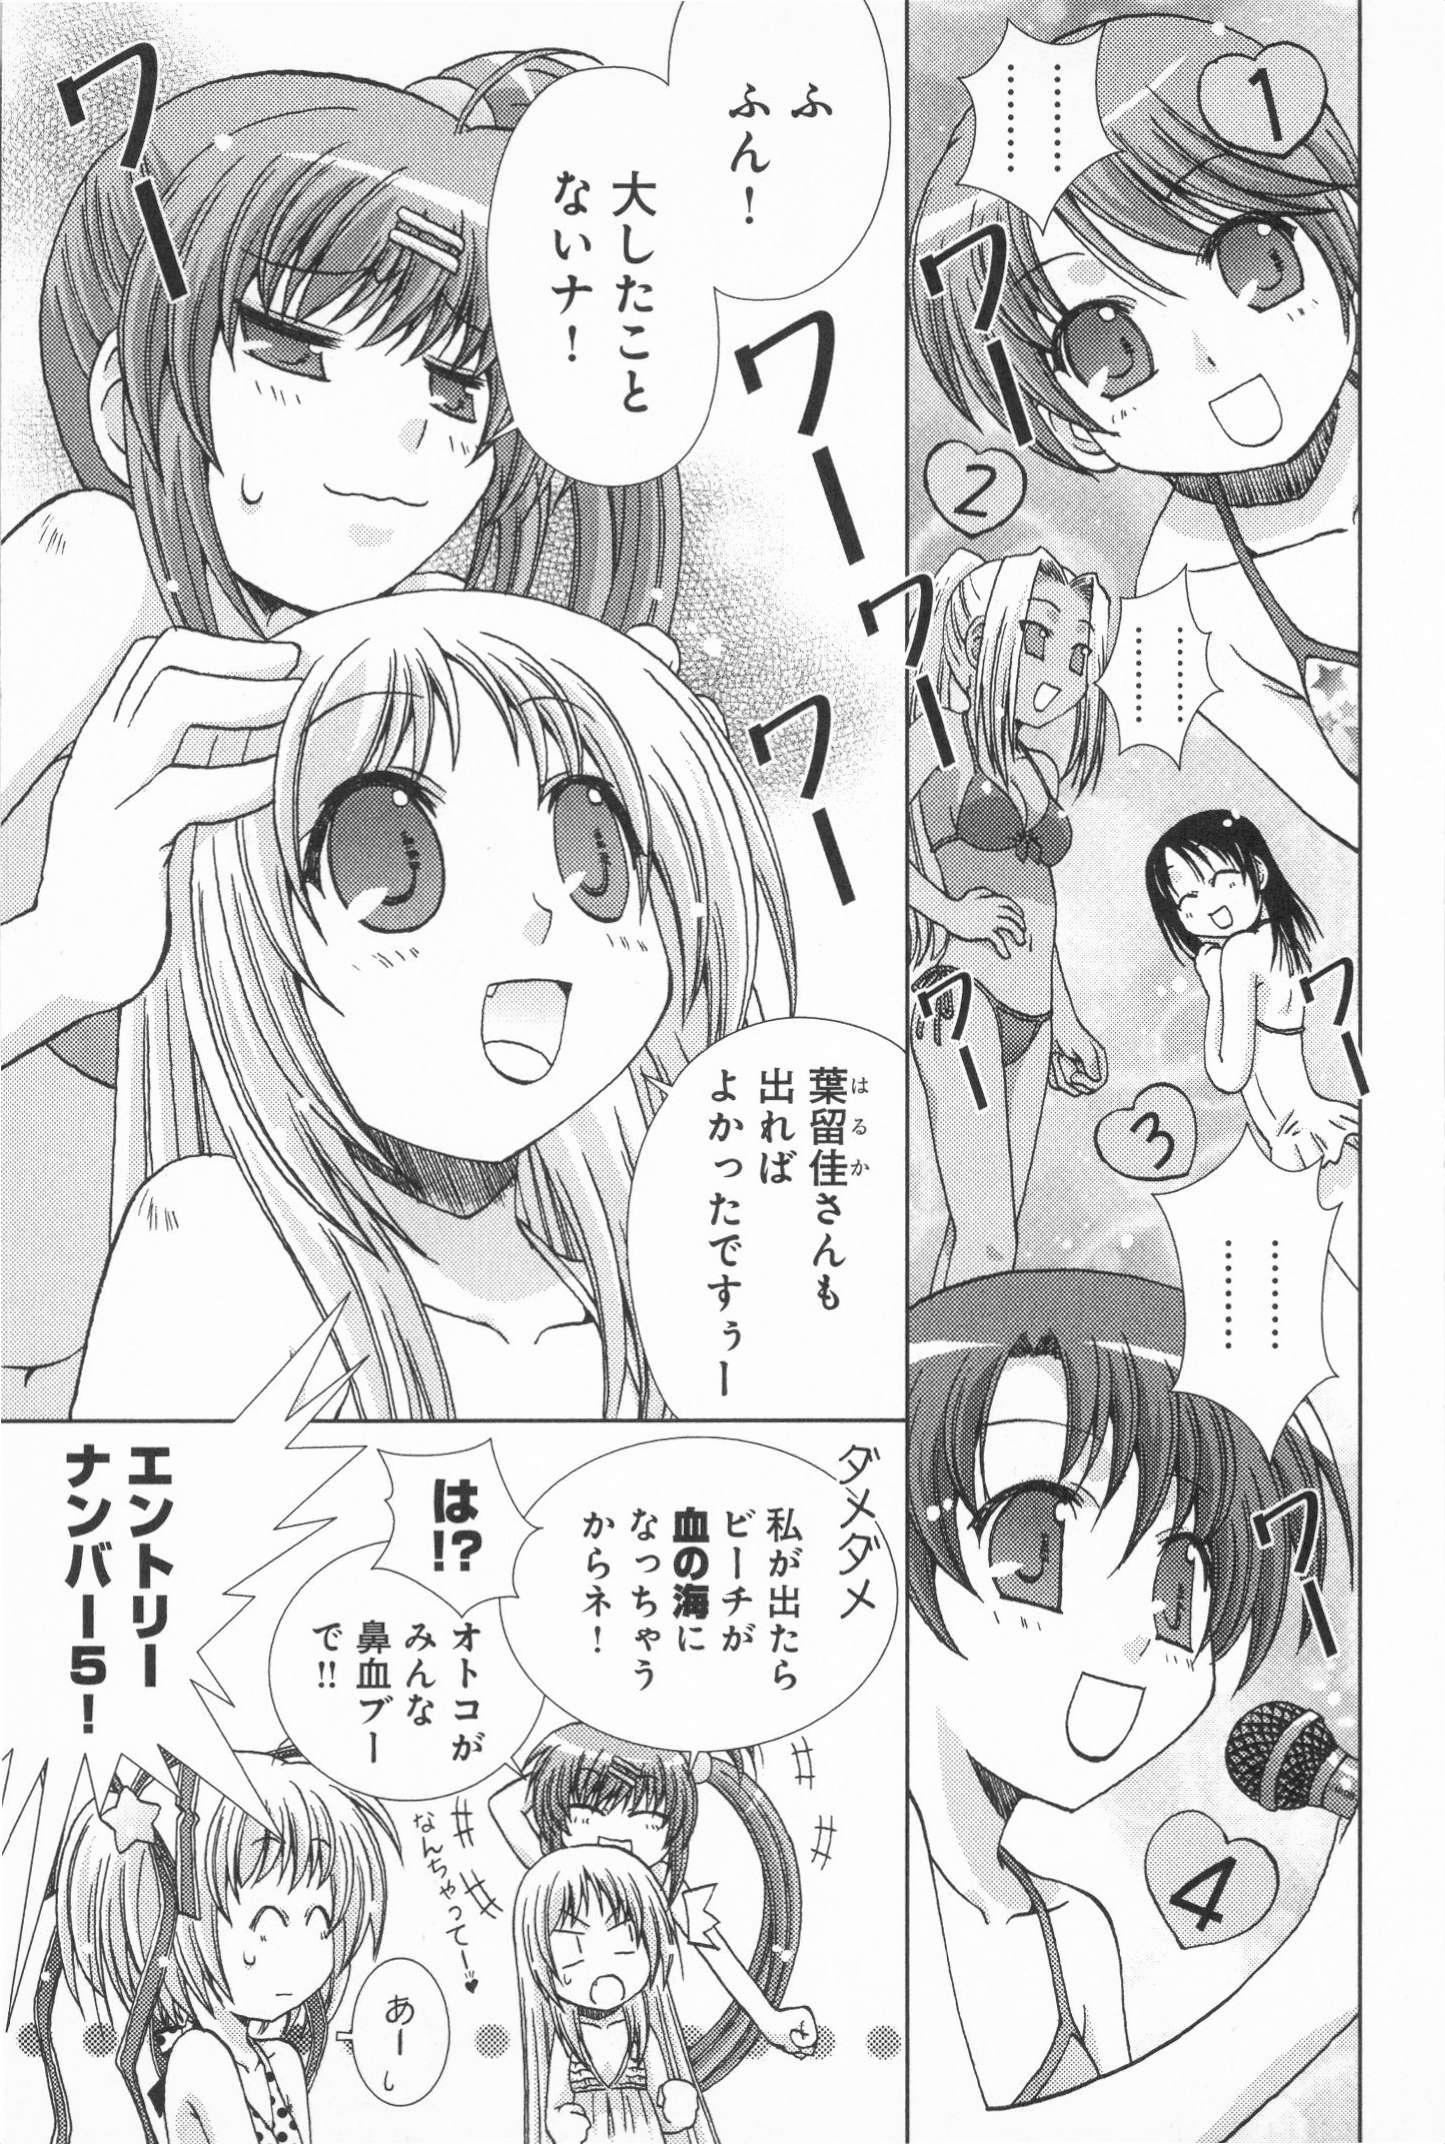 1
…………
…………
ワー
2
ワー
…………
…………
3
ワー
ワー
…………
…………
ワー
4
ふ
ふん！
大したこと
ないナ！
ワー
ワー
ワー
葉留佳さんも
はるか
出れば
よかったですぅー
ダメダメ
私が出たら
ビーチが
血の海に
なっちゃう
からネ！
は!?
オトコが
みんな
鼻血ブー
で!!
なんちゃってー♥
あーし
エントリー
ナンバー5！